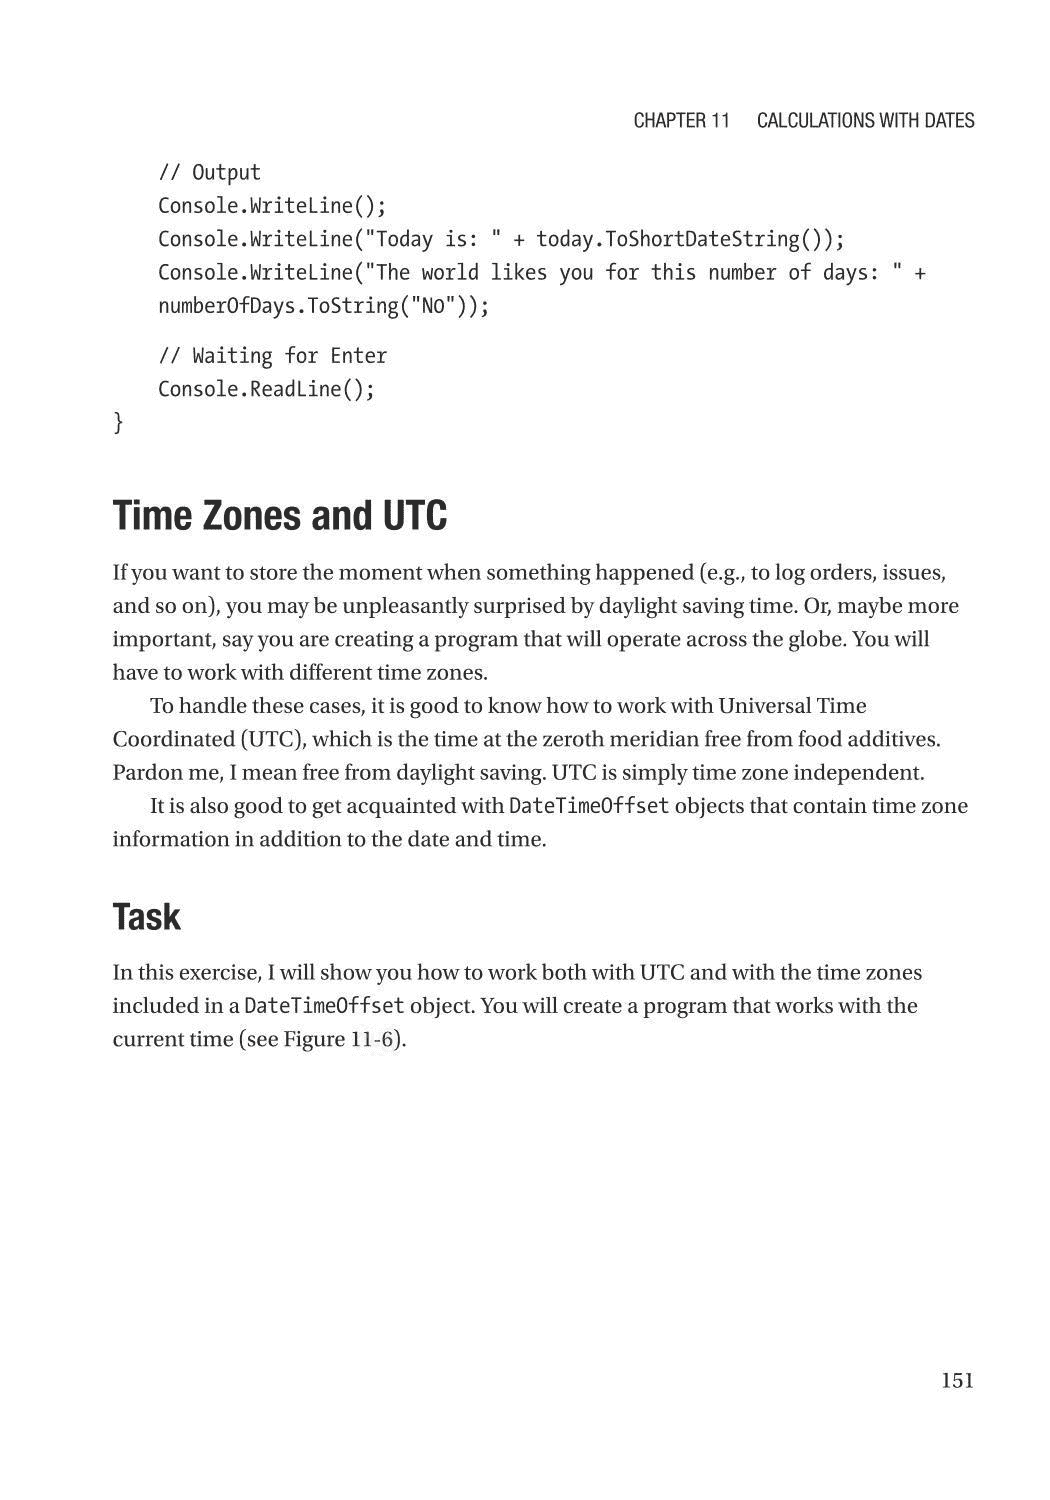 CHAPTER 11 CALCULATIONS WITH DATES
// Output
Console.WriteLine();
Console.WriteLine("Today is: " + today.ToShortDateString());
Console.WriteLine("The world likes you for this number of days: " +
numberOfDays.ToString("N0"));
// Waiting for Enter
Console.ReadLine();
}
Time Zones and UTC
If you want to store the moment when something happened (e.g., to log orders, issues,
and so on), you may be unpleasantly surprised by daylight saving time. Or, maybe more
important, say you are creating a program that will operate across the globe. You will
have to work with different time zones.
To handle these cases, it is good to know how to work with Universal Time
Coordinated (UTC), which is the time at the zeroth meridian free from food additives.
Pardon me, I mean free from daylight saving. UTC is simply time zone independent.
It is also good to get acquainted with DateTimeOffset objects that contain time zone
information in addition to the date and time.
Task
In this exercise, I will show you how to work both with UTC and with the time zones
included in a DateTimeOffset object. You will create a program that works with the
current time (see Figure 11-6).
151